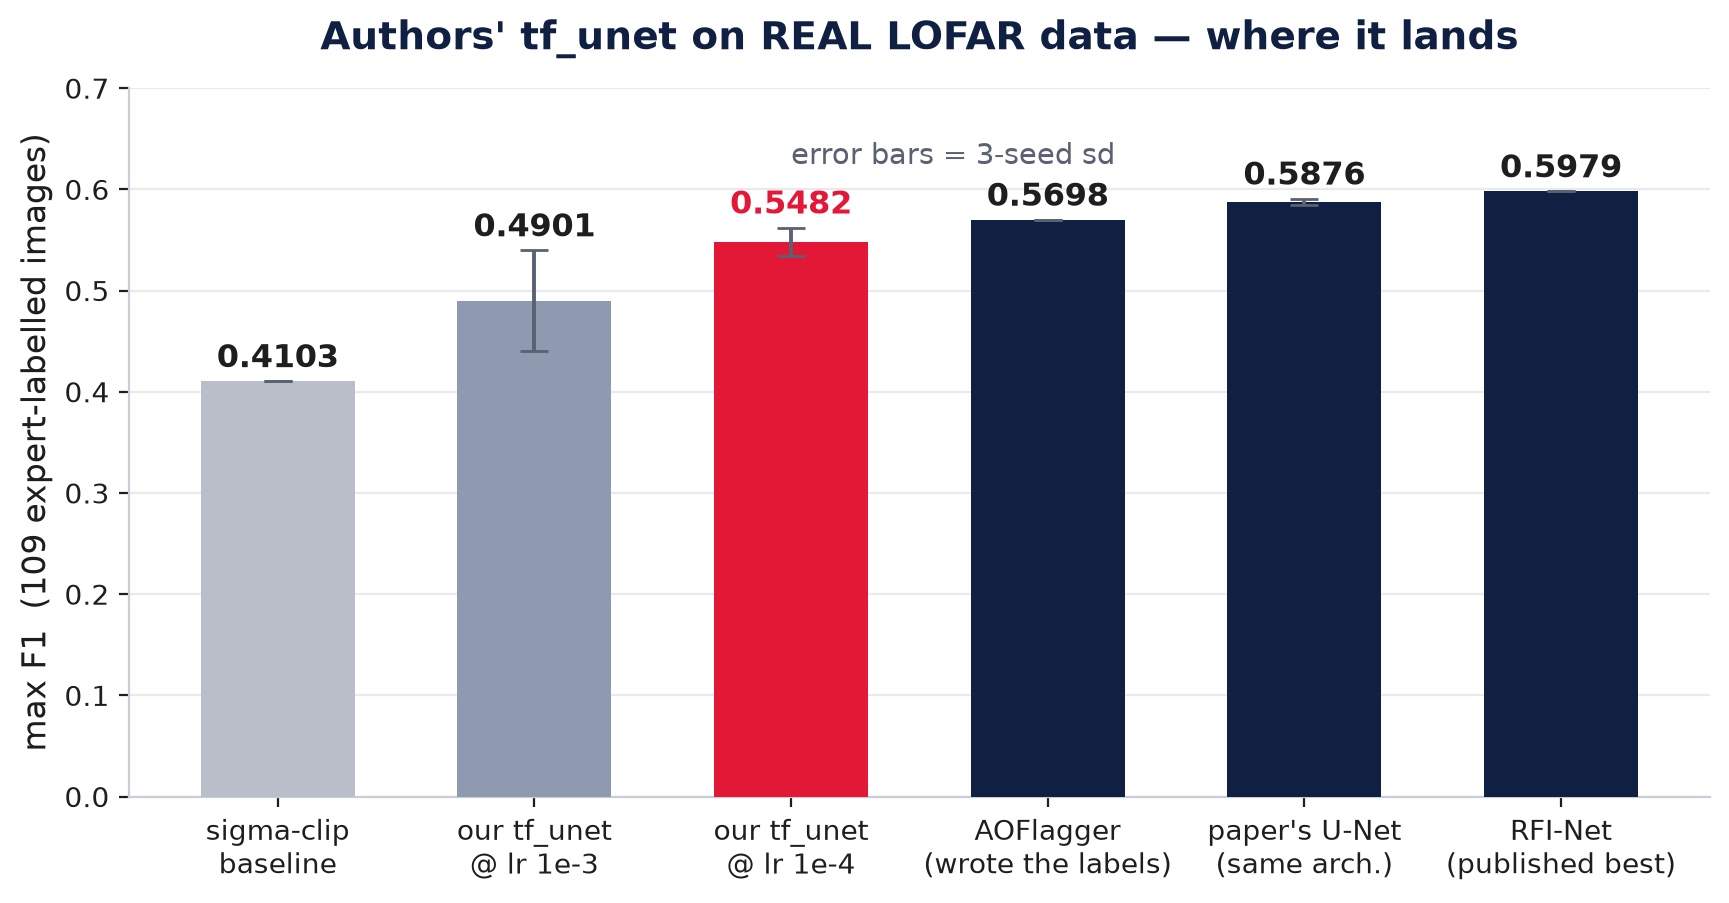 Authors' tf_unet on REAL LOFAR data — where it lands
max F1  (109 expert-labelled images)
0.7
0.6
0.5
0.4
0.3
0.2
0.1
0.0
error bars = 3-seed sd
0.4103
0.4901
0.5482
0.5698
0.5876
0.5979
sigma-clip
baseline
our tf_unet
@ lr 1e-3
our tf_unet
@ lr 1e-4
AOFlagger
(wrote the labels)
paper's U-Net
(same arch.)
RFI-Net
(published best)